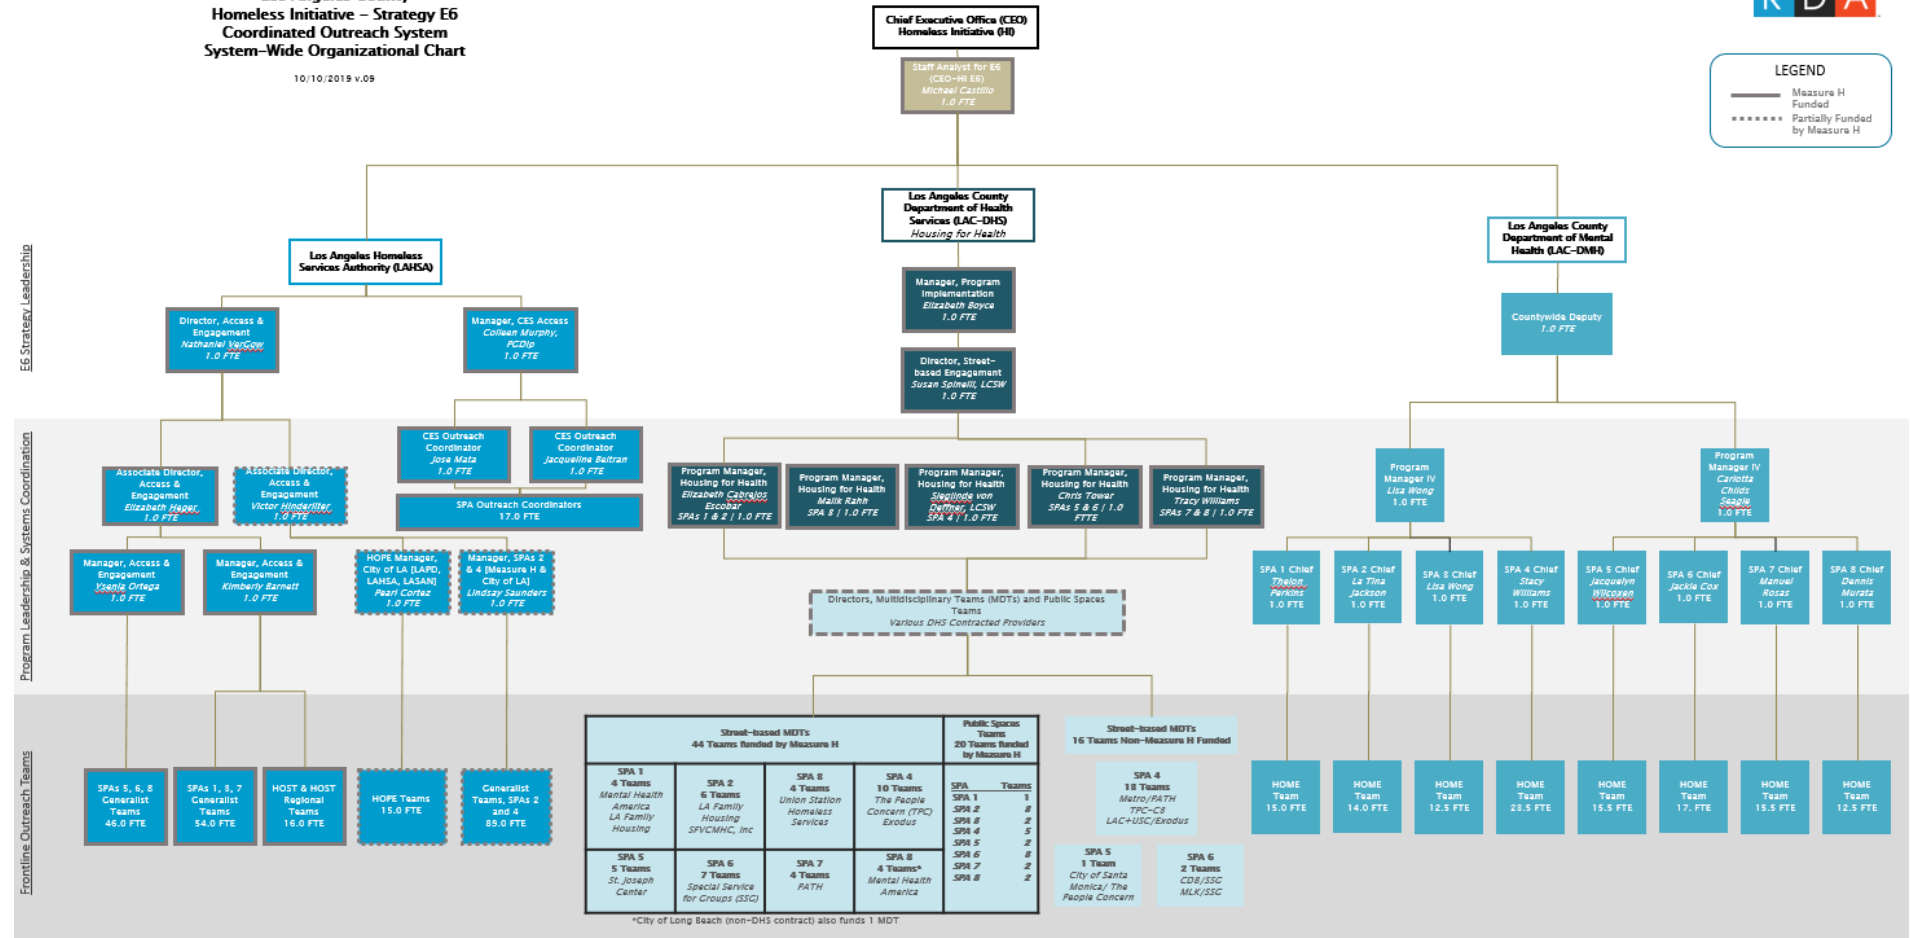 Los Angeles County
Homeless Initiative – Strategy E6
Coordinated Outreach System
System-Wide Organizational Chart
10/10/2019 v.09
RDA
LEGEND
Measure H
Funded
Partially Funded
by Measure H
Chief Executive Office (CEO)
Homeless Initiative (HI)
Staff Analyst for E6
(CEO-HI E6)
Michael Castillo
1.0 FTE
E6 Strategy Leadership
Los Angeles Homeless
Services Authority (LAHSA)
Los Angeles County
Department of Health
Services (LAC-DHS)
Housing for Health
Los Angeles County
Department of Mental
Health (LAC-DMH)
Director, Access &
Engagement
Nathaniel VerGow
1.0 FTE
Manager, CES Access
Colleen Murphy,
PGDip
1.0 FTE
Manager, Program
Implementation
Elizabeth Boyce
1.0 FTE
Director, Street-
based Engagement
Susan Spinelli, LCSW
1.0 FTE
Countywide Deputy
1.0 FTE
Program Leadership & Systems Coordination
Associate Director,
Access &
Engagement
Elizabeth Heger
1.0 FTE
Associate Director,
Access &
Engagement
Victor Hinderliter
1.0 FTE
CES Outreach
Coordinator
Jose Mata
1.0 FTE
CES Outreach
Coordinator
Jacqueline Beltran
1.0 FTE
SPA Outreach Coordinators
17.0 FTE
Program Manager,
Housing for Health
Elizabeth Cabrejos
Escobar
SPAs 1 & 2 | 1.0 FTE
Program Manager,
Housing for Health
Malik Rahh
SPA 3 | 1.0 FTE
Program Manager,
Housing for Health
Sieglinde von
Deffner, LCSW
SPA 4 | 1.0 FTE
Program Manager,
Housing for Health
Chris Tower
SPAs 5 & 6 | 1.0
FTTE
Program Manager,
Housing for Health
Tracy Williams
SPAs 7 & 8 | 1.0 FTE
Program
Manager IV
Lisa Wong
1.0 FTE
Program
Manager IV
Carlotta
Childs
Seagle
1.0 FTE
Manager, Access &
Engagement
Ysenia Ortega
1.0 FTE
Manager, Access &
Engagement
Kimberly Barnett
1.0 FTE
HOPE Manager,
City of LA [LAPD,
LAHSA, LASAN]
Pearl Cortez
1.0 FTE
Manager, SPAs 2
& 4 [Measure H &
City of LA]
Lindsay Saunders
1.0 FTE
Directors, Multidisciplinary Teams (MDTs) and Public Spaces
Teams
Various DHS Contracted Providers
SPA 1 Chief
Thelon
Perkins
1.0 FTE
SPA 2 Chief
La Tina
Jackson
1.0 FTE
SPA 3 Chief
Lisa Wong
1.0 FTE
SPA 4 Chief
Stacy
Williams
1.0 FTE
SPA 5 Chief
Jacquelyn
Wilcoxen
1.0 FTE
SPA 6 Chief
Jackie Cox
1.0 FTE
SPA 7 Chief
Manuel
Rosas
1.0 FTE
SPA 8 Chief
Dennis
Murata
1.0 FTE
Frontline Outreach Teams
SPAs 5, 6, 8
Generalist
Teams
46.0 FTE
SPAs 1, 3, 7
Generalist
Teams
54.0 FTE
HOST & HOST
Regional
Teams
16.0 FTE
HOPE Teams
15.0 FTE
Generalist
Teams, SPAs 2
and 4
89.0 FTE
Street-based MDTs
44 Teams funded by Measure H
SPA 1
4 Teams
Mental Health
America
LA Family
Housing
SPA 2
6 Teams
LA Family
Housing
SFVCMHC, Inc
SPA 3
4 Teams
Union Station
Homeless
Services
SPA 4
10 Teams
The People
Concern (TPC)
Exodus
SPA 5
5 Teams
St. Joseph
Center
SPA 6
7 Teams
Special Service
for Groups (SSG)
SPA 7
4 Teams
PATH
SPA 8
4 Teams*
Mental Health
America
Public Spaces
Teams
20 Teams funded
by Measure H
SPA Teams
SPA 1 1
SPA 2 3
SPA 3 2
SPA 4 5
SPA 5 2
SPA 6 3
SPA 7 2
SPA 8 2
*City of Long Beach (non-DHS contract) also funds 1 MDT
Street-based MDTs
16 Teams Non-Measure H Funded
SPA 4
13 Teams
Metro/PATH
TPC-C3
LAC+USC/Exodus
SPA 5
1 Team
City of Santa
Monica/ The
People Concern
SPA 6
2 Teams
CD8/SSG
MLK/SSG
HOME
Team
15.0 FTE
HOME
Team
14.0 FTE
HOME
Team
12.5 FTE
HOME
Team
23.5 FTE
HOME
Team
15.5 FTE
HOME
Team
17. FTE
HOME
Team
15.5 FTE
HOME
Team
12.5 FTE